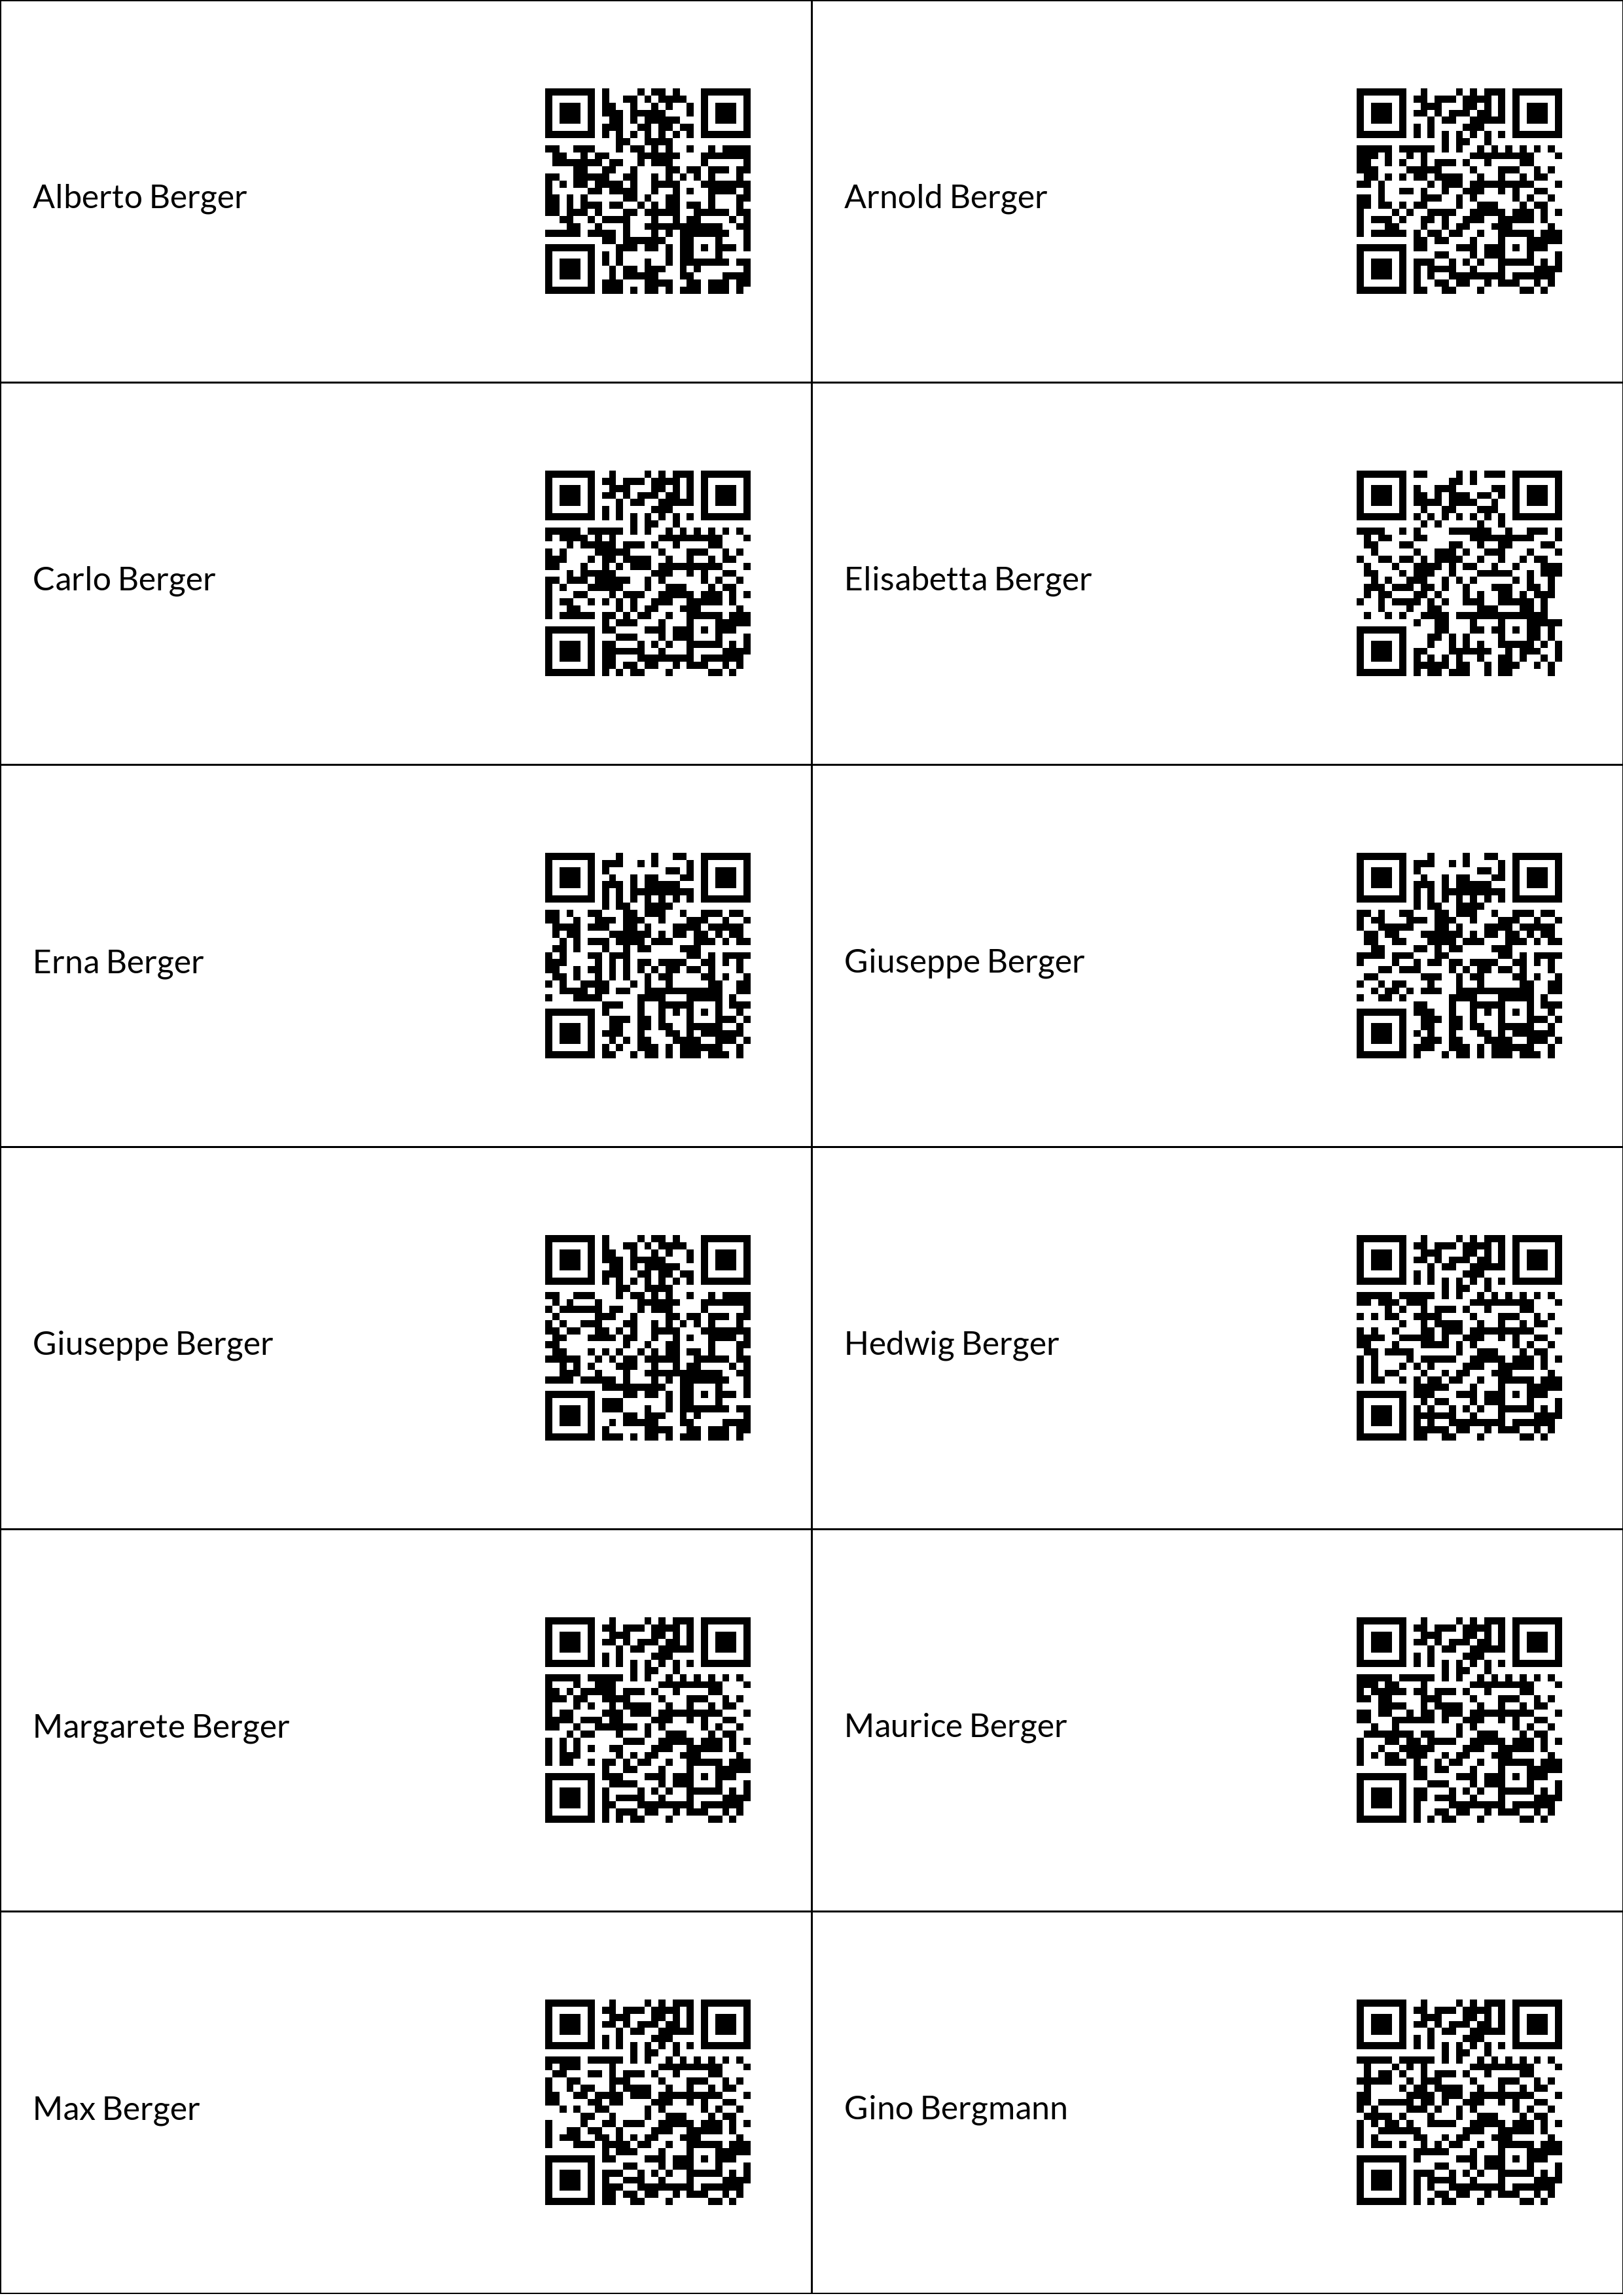 Alberto Berger
Arnold Berger
Carlo Berger
Elisabetta Berger
Erna Berger
Giuseppe Berger
Giuseppe Berger
Hedwig Berger
Margarete Berger
Maurice Berger
Max Berger
Gino Bergmann